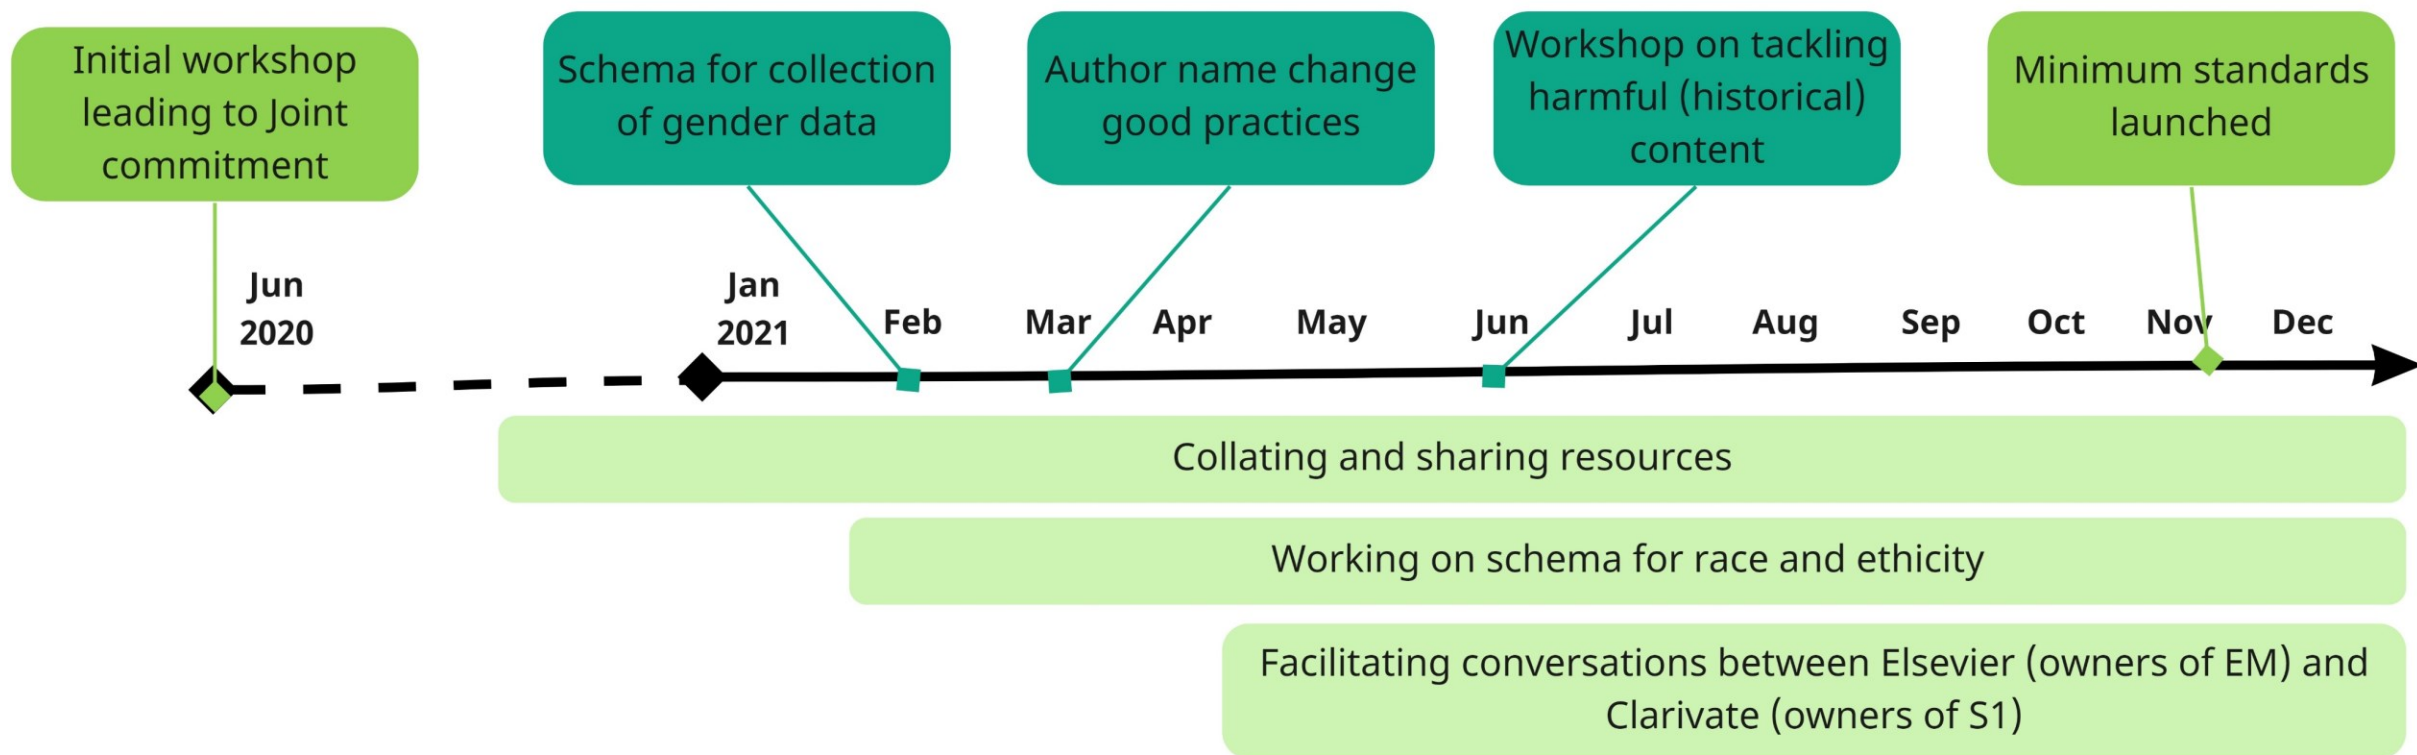 Initial workshop
leading to Joint
commitment
Schema for collection
of gender data
Author name change
good practices
Workshop on tackling
harmful (historical)
content
Minimum standards
launched
Jun
2020
Jan
2021
Feb
Mar
Apr
May
Jun
Jul
Aug
Sep
Oct
Nov
Dec
Collating and sharing resources
Working on schema for race and ethicity
Facilitating conversations between Elsevier (owners of EM) and
Clarivate (owners of S1)